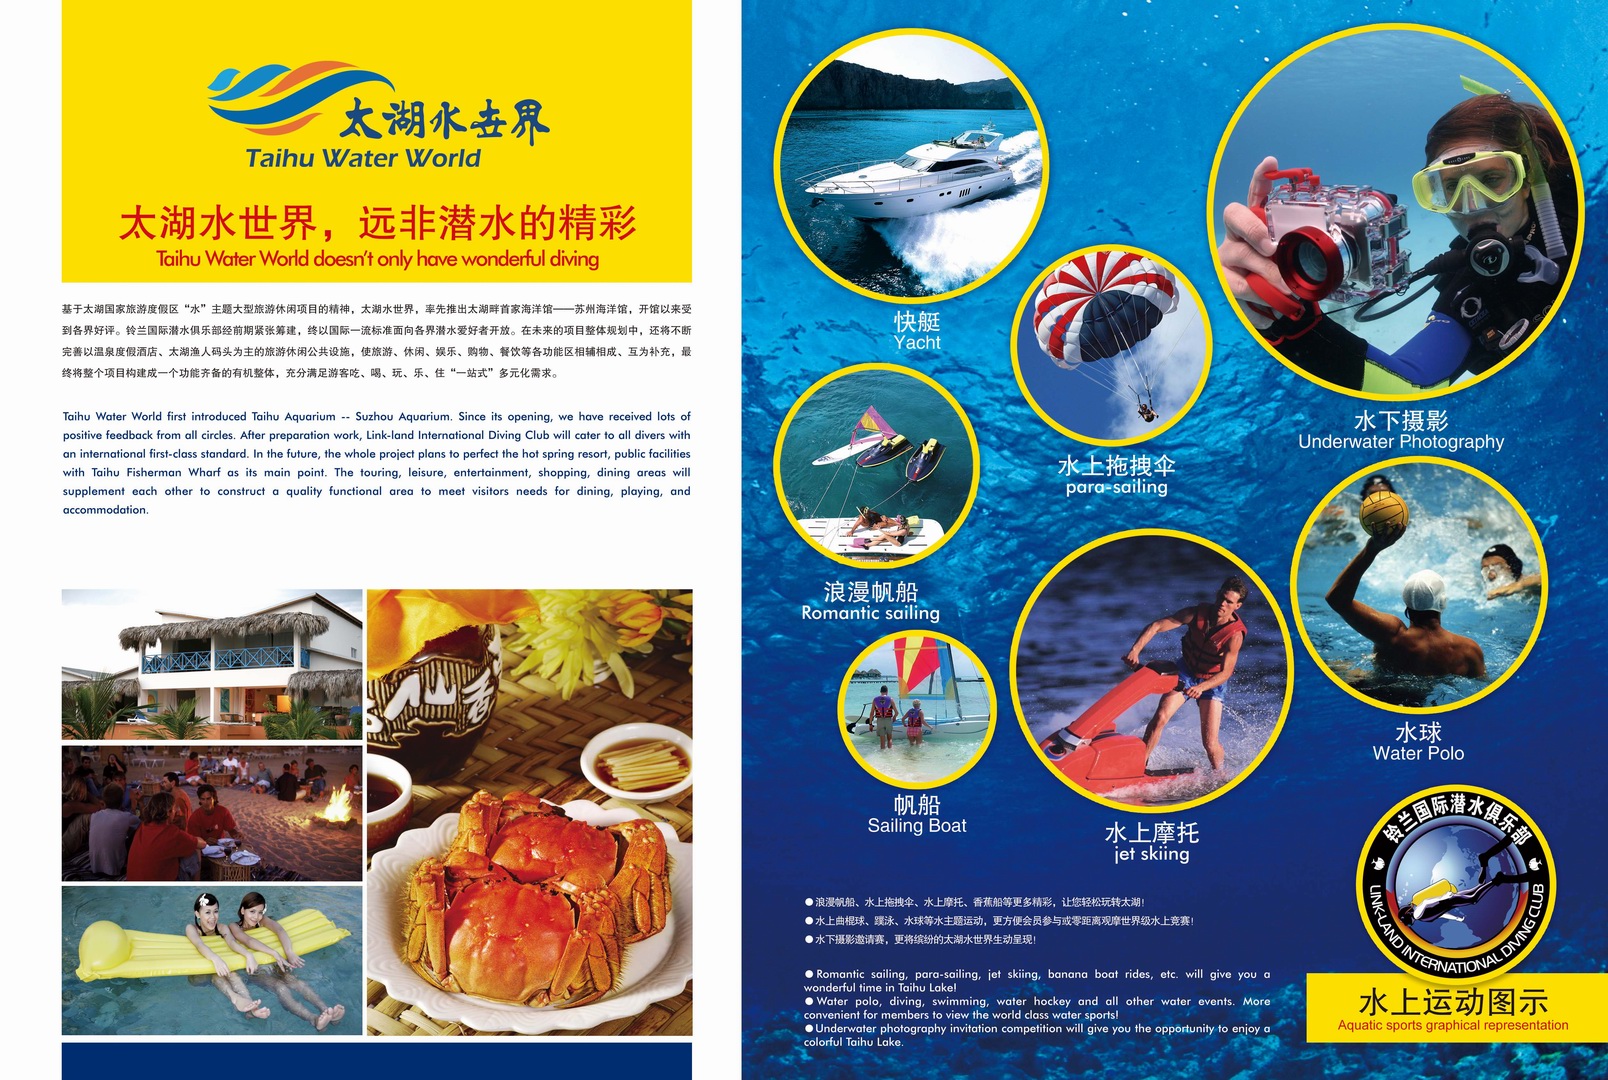 太湖水世界
Taihu Water World
太湖水世界，远非潜水的精彩
Taihu Water World doesn't only have wonderful diving
基于太湖国家旅游度假区“水”主题大型旅游休闲项目的精神，太湖水世界，率先推出太湖畔首家海洋馆——苏州海洋馆，开馆以来受
到各界好评。铃兰国际潜水俱乐部经前期紧张筹建，终以国际一流标准面向各界潜水爱好者开放。在未来的项目整体规划中，还将不断
完善以温泉度假酒店、太湖渔人码头为主的旅游休闲公共设施，使旅游、休闲、娱乐、购物、餐饮等各功能区相辅相成、互为补充，最
终将整个项目构建成一个功能齐备的有机整体，充分满足游客吃、喝、玩、乐、住“一站式”多元化需求。
Taihu Water World first introduced Taihu Aquarium -- Suzhou Aquarium. Since its opening, we have received lots of
positive feedback from all circles. After preparation work, Link-land International Diving Club will cater to all divers with
an international first-class standard. In the future, the whole project plans to perfect the hot spring resort, public facilities
with Taihu Fisherman Wharf as its main point. The touring, leisure, entertainment, shopping, dining areas will
supplement each other to construct a quality functional area to meet visitors needs for dining, playing, and
accommodation.
仙香
快艇
Yacht
水下摄影
Underwater Photography
水上拖拽伞
para-sailing
浪漫帆船
Romantic sailing
水球
Water Polo
帆船
Sailing Boat
水上摩托
jet skiing
铃兰国际潜水俱乐部
LINK-LAND INTERNATIONAL DIVING CLUB
●浪漫帆船、水上拖拽伞、水上摩托、香蕉船等更多精彩，让您轻松玩转太湖！
●水上曲棍球、蹼泳、水球等水主题运动，更方便会员参与或零距离观摩世界级水上竞赛！
●水下摄影邀请赛，更将缤纷的太湖水世界生动呈现！
●Romantic sailing, para-sailing, jet skiing, banana boat rides, etc. will give you a
wonderful time in Taihu Lake!
●Water polo, diving, swimming, water hockey and all other water events. More
convenient for members to view the world class water sports!
●Underwater photography invitation competition will give you the opportunity to enjoy a
colorful Taihu Lake.
水上运动图示
Aquatic sports graphical representation